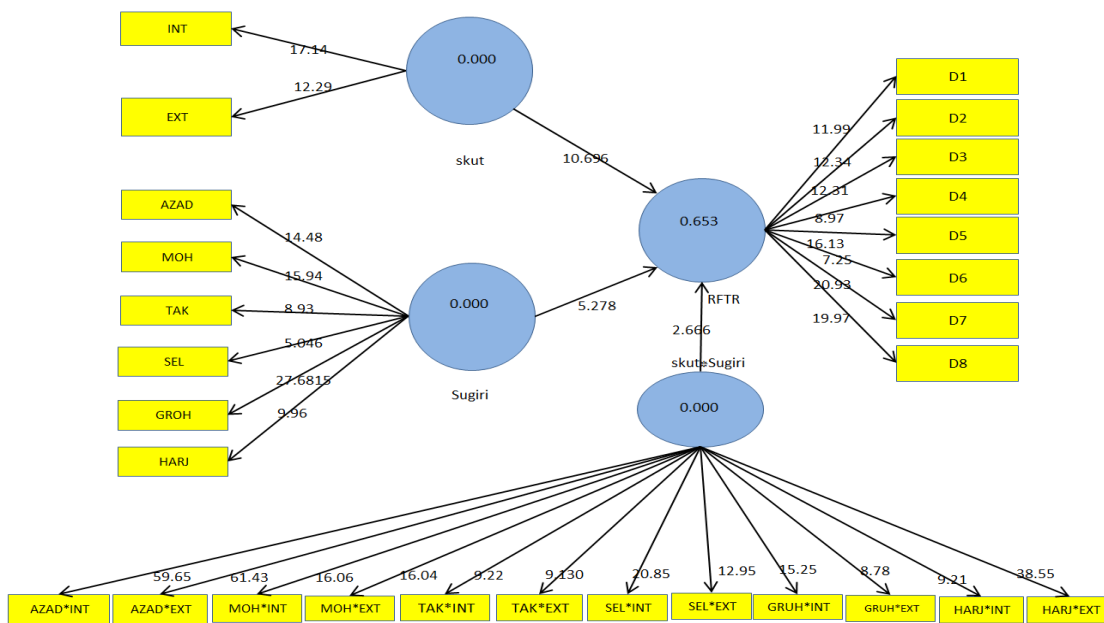 INT
17.14
0.000
12.29
EXT
skut
10.696
D1
D2
D3
D4
D5
D6
D7
D8
11.99
12.34
12.31
8.97
16.13
7.25
20.93
19.97
0.653
RFTR
AZAD
MOH
TAK
SEL
GROH
HARJ
14.48
15.94
8.93
5.046
27.6815
9.96
0.000
Sugiri
5.278
2.666
skut*Sugiri
0.000
59.65
61.43
16.06
16.04
9.22
9.130
20.85
12.95
15.25
8.78
9.21
38.55
AZAD*INT
AZAD*EXT
MOH*INT
MOH*EXT
TAK*INT
TAK*EXT
SEL*INT
SEL*EXT
GRUH*INT
GRUH*EXT
HARJ*INT
HARJ*EXT